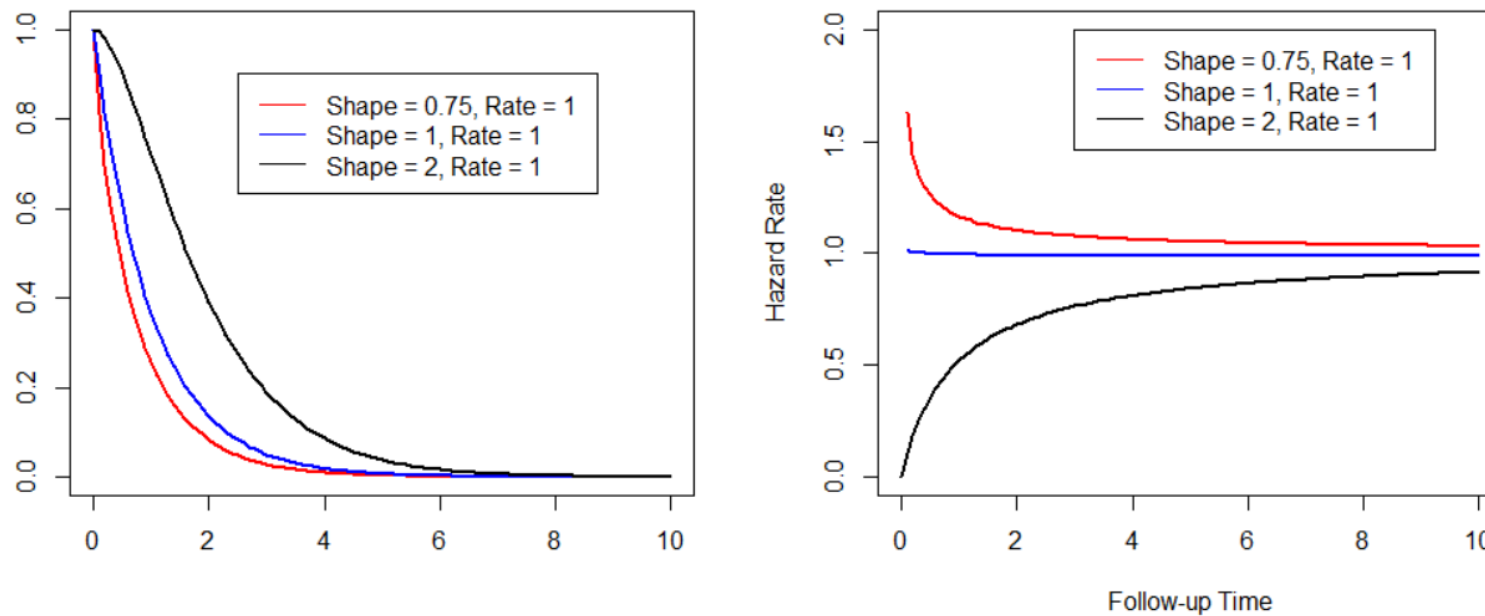 1.0
0.8
0.6
0.4
0.2
0.0
Shape = 0.75, Rate = 1
Shape = 1, Rate = 1
Shape = 2, Rate = 1
0 2 4 6 8 10
Hazard Rate
2.0
1.5
1.0
0.5
0.0
Shape = 0.75, Rate = 1
Shape = 1, Rate = 1
Shape = 2, Rate = 1
0 2 4 6 8 10
Follow-up Time